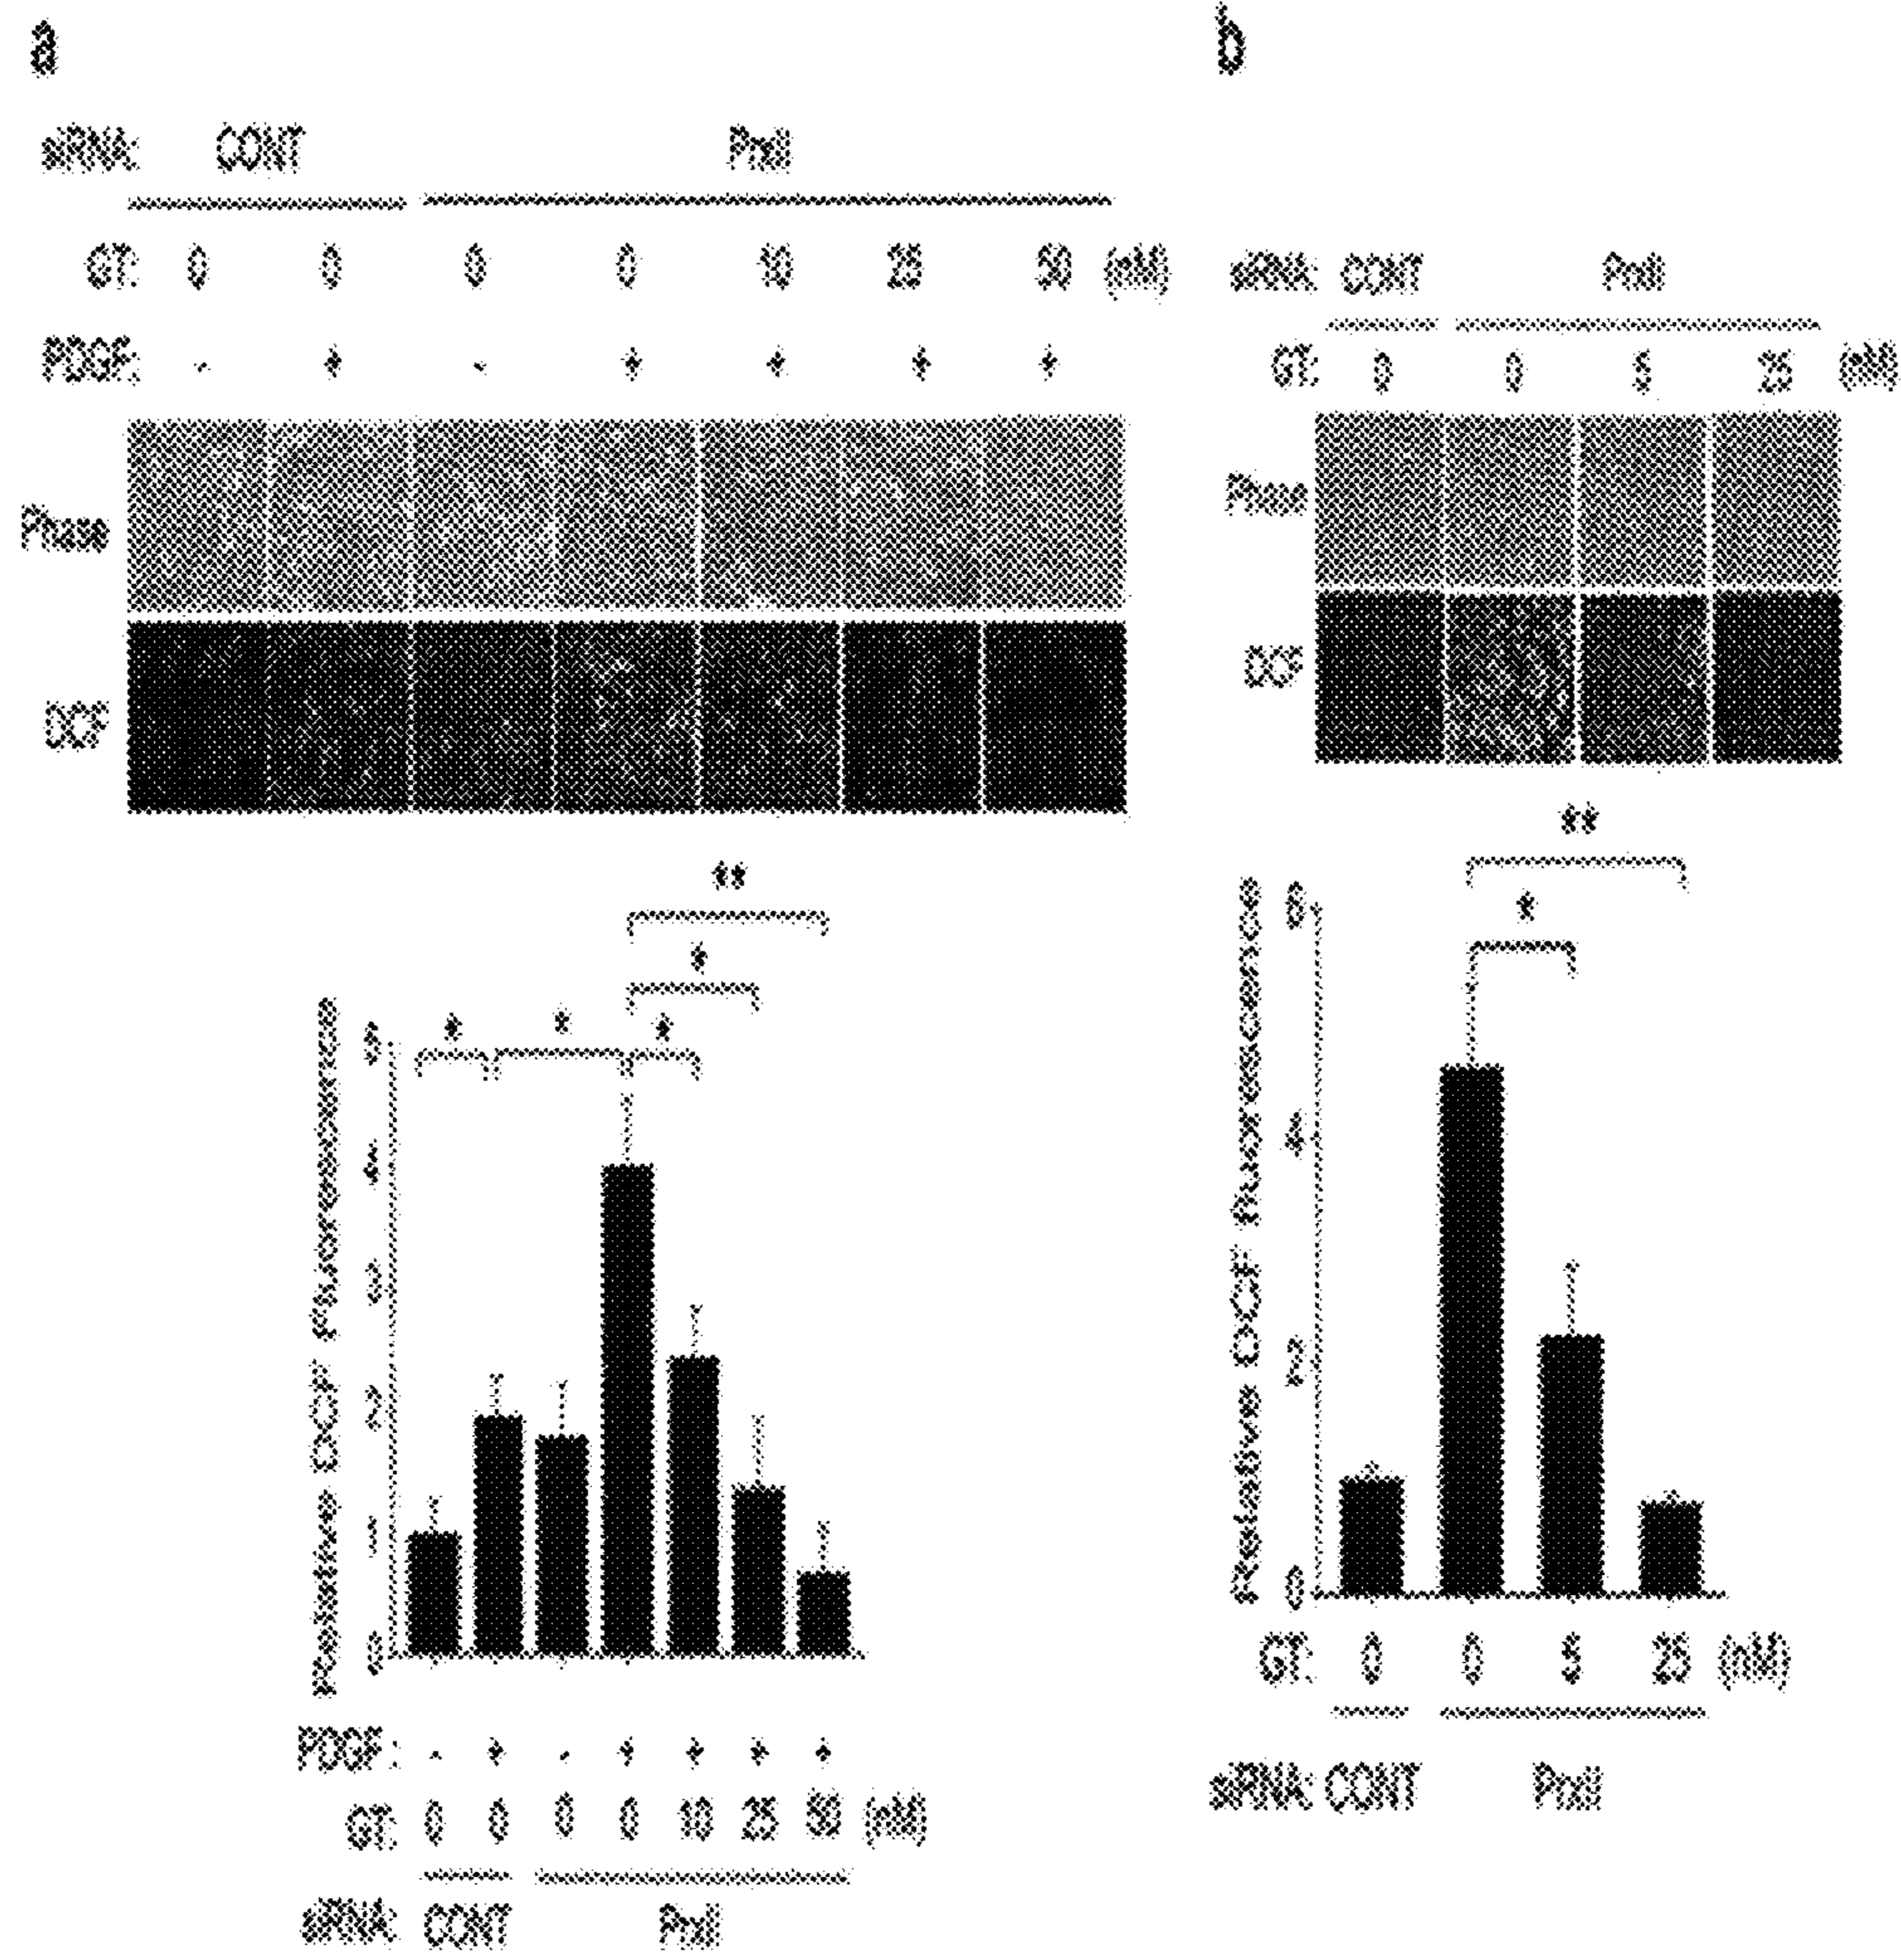 a
siRNA: CONT PrxII
GT: 0 0 0 0 10 25 50 (nM)
PDGF: - + - + + + +
Phase
DCF
**
*
* * *
Relative DCF fluorescence
5
4
3
2
1
0
PDGF: - + - + + + +
GT: 0 0 0 0 10 25 50 (nM)
siRNA: CONT PrxII
b
siRNA: CONT PrxII
GT: 0 0 5 25 (nM)
Phase
DCF
**
*
Relative DCF fluorescence
6
4
2
0
GT: 0 0 5 25 (nM)
siRNA: CONT PrxII